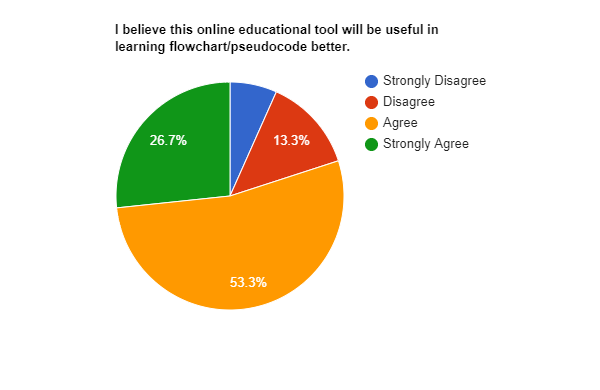 I believe this online educational tool will be useful in
learning flowchart/pseudocode better.
Strongly Disagree
Disagree
Agree
Strongly Agree
26.7%
13.3%
53.3%